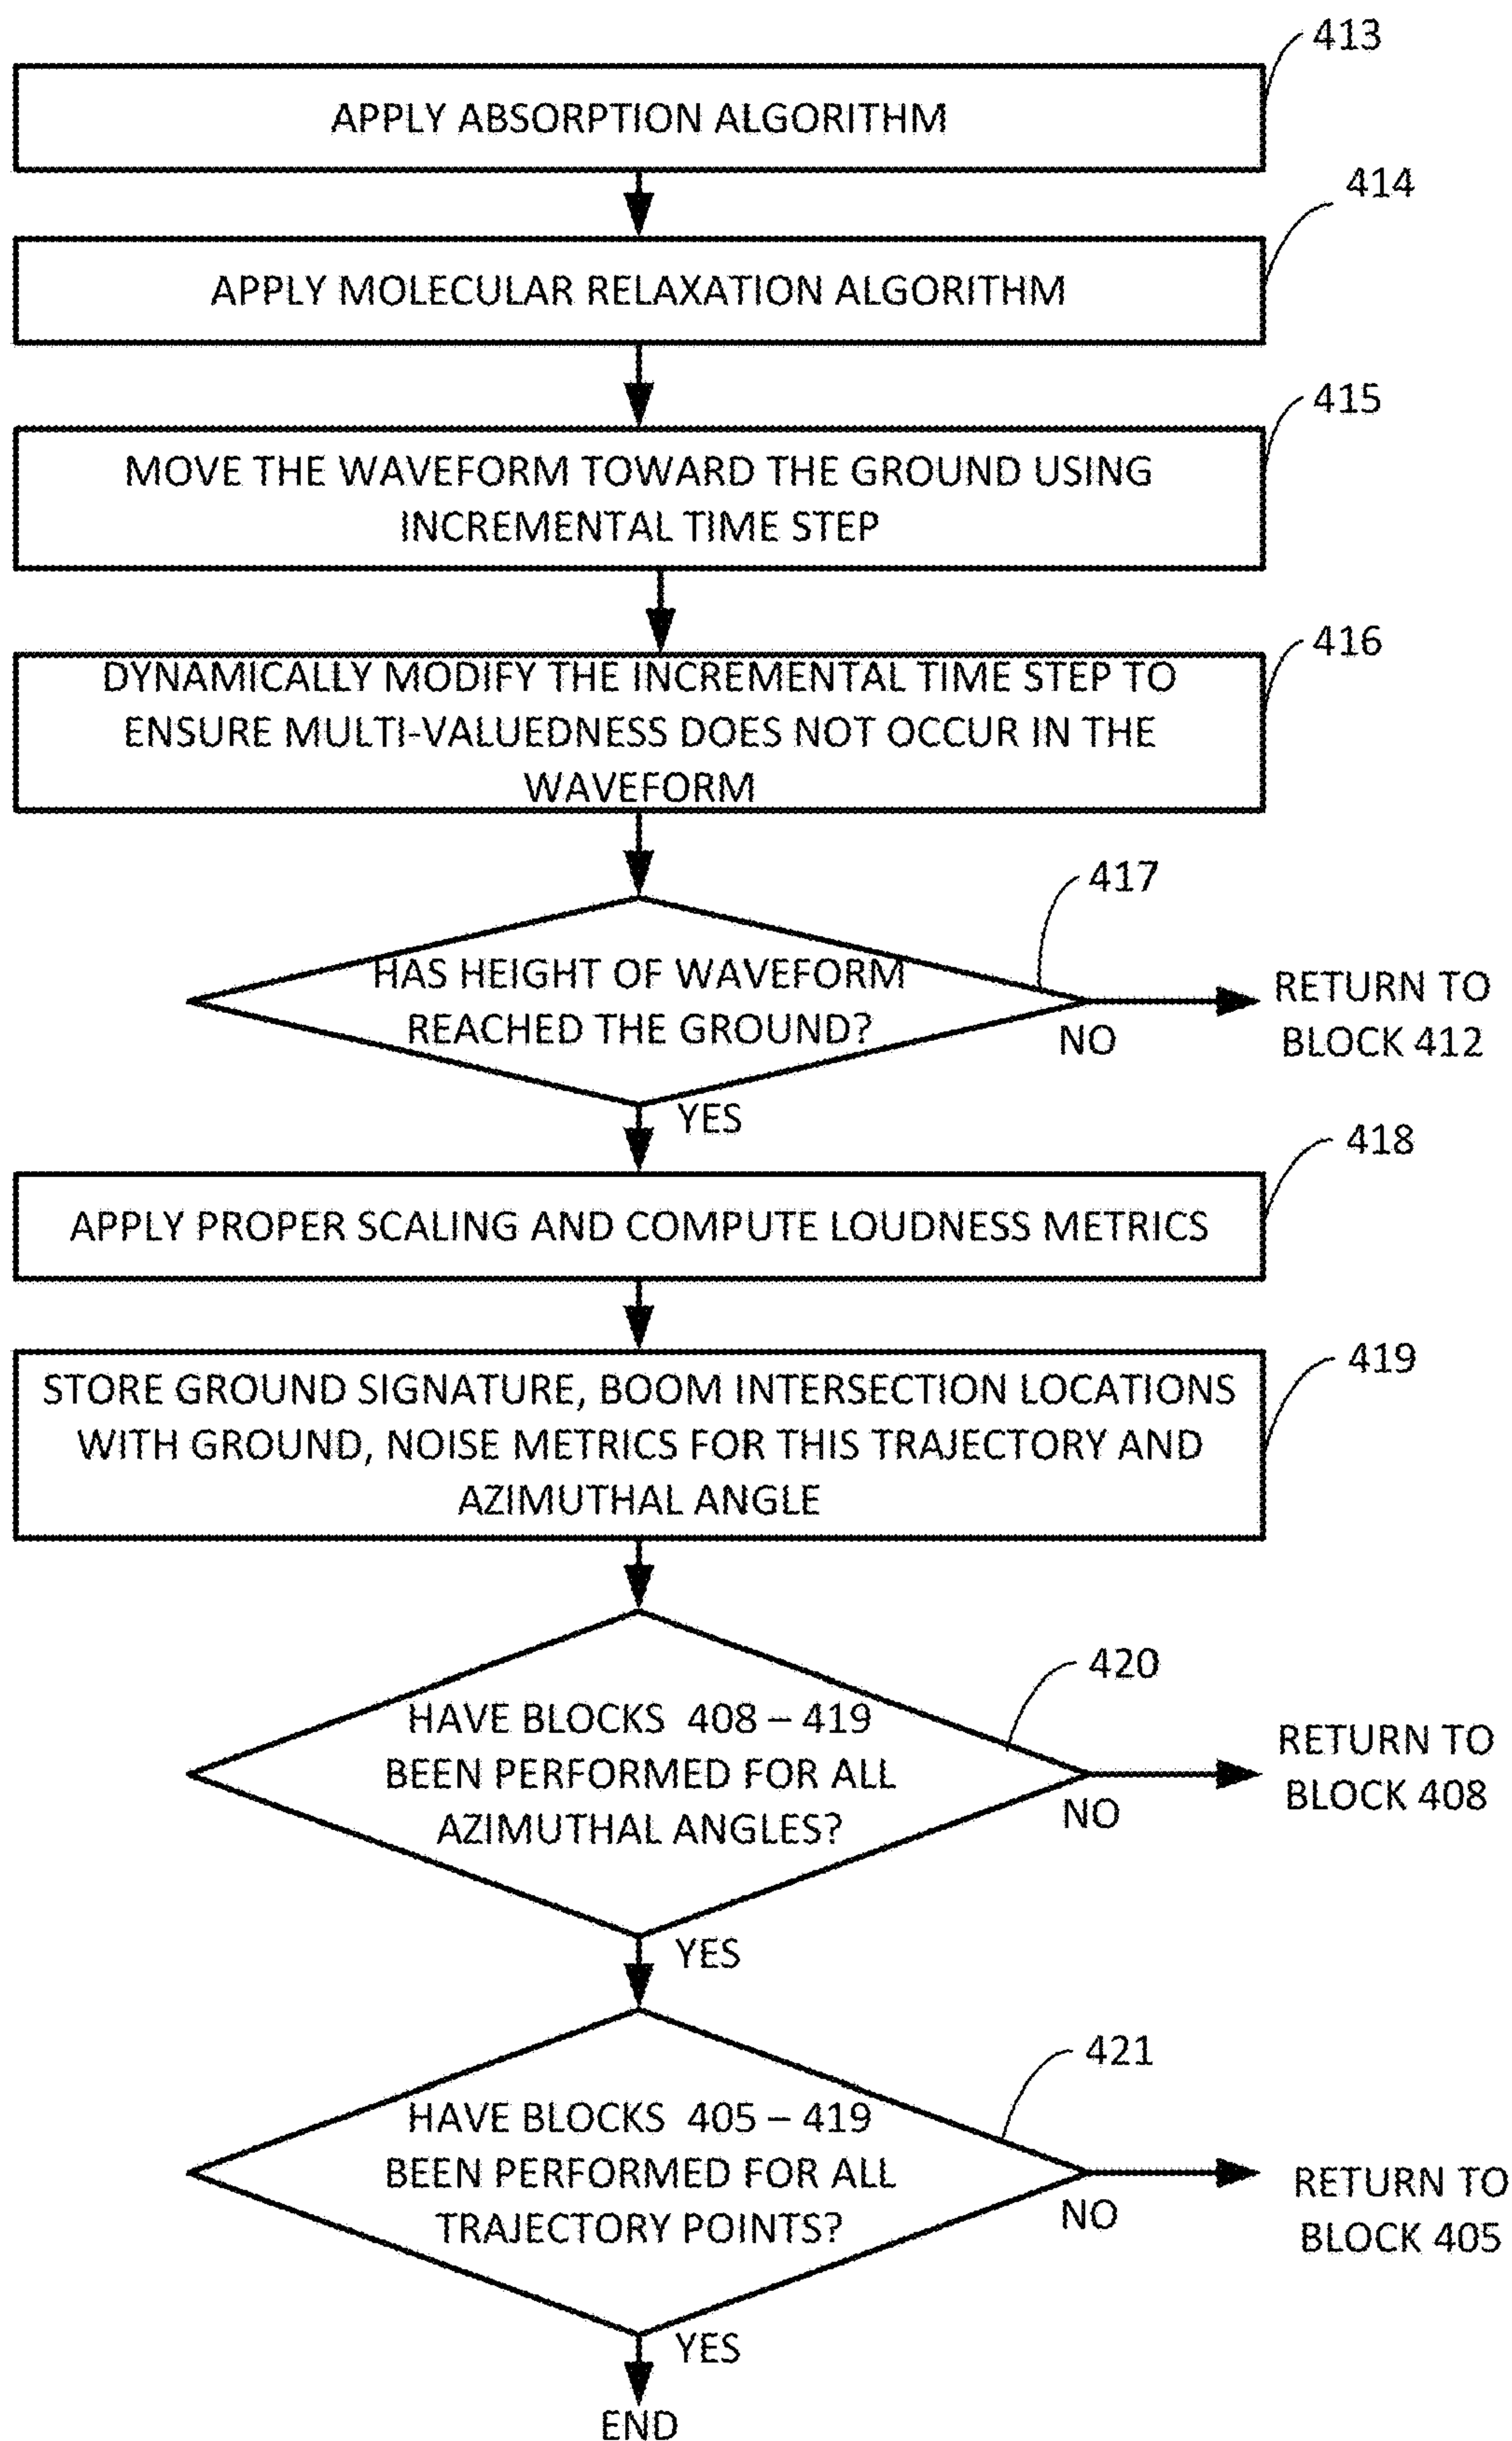 413
APPLY ABSORPTION ALGORITHM
414
APPLY MOLECULAR RELAXATION ALGORITHM
415
MOVE THE WAVEFORM TOWARD THE GROUND USING
INCREMENTAL TIME STEP
416
DYNAMICALLY MODIFY THE INCREMENTAL TIME STEP TO
ENSURE MULTI-VALUEDNESS DOES NOT OCCUR IN THE
WAVEFORM
417
HAS HEIGHT OF WAVEFORM
REACHED THE GROUND?
NO
RETURN TO
BLOCK 412
YES
418
APPLY PROPER SCALING AND COMPUTE LOUDNESS METRICS
419
STORE GROUND SIGNATURE, BOOM INTERSECTION LOCATIONS
WITH GROUND, NOISE METRICS FOR THIS TRAJECTORY AND
AZIMUTHAL ANGLE
420
HAVE BLOCKS 408 – 419
BEEN PERFORMED FOR ALL
AZIMUTHAL ANGLES?
NO
RETURN TO
BLOCK 408
YES
421
HAVE BLOCKS 405 – 419
BEEN PERFORMED FOR ALL
TRAJECTORY POINTS?
NO
RETURN TO
BLOCK 405
YES
END